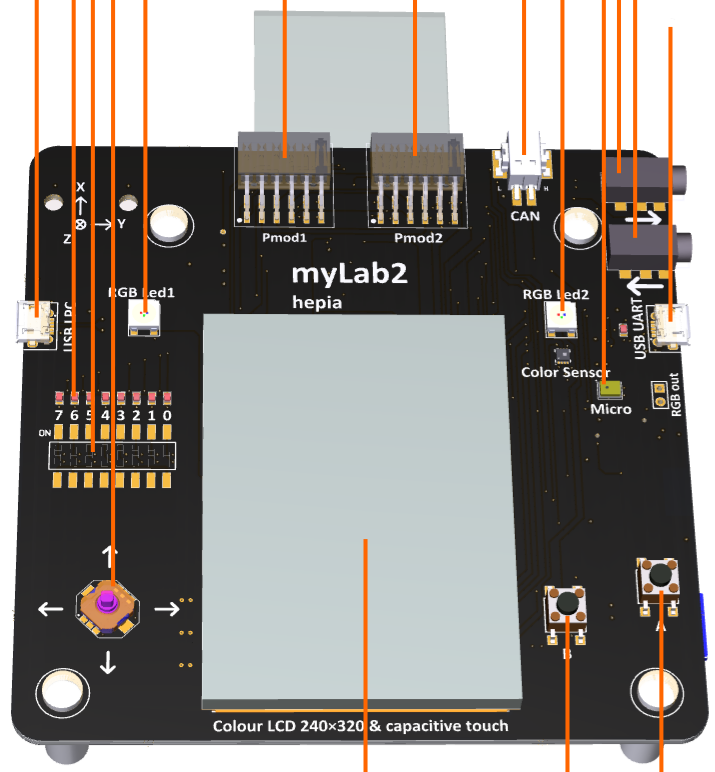 X
Y
Z
Pmod1
Pmod2
L
H
CAN
myLab2
hepia
RGB Led1
RGB Led2
USB LPC
USB UART
Color Sensor
Micro
RGB out
7 6 5 4 3 2 1 0
ON
A
B
Colour LCD 240×320 & capacitive touch